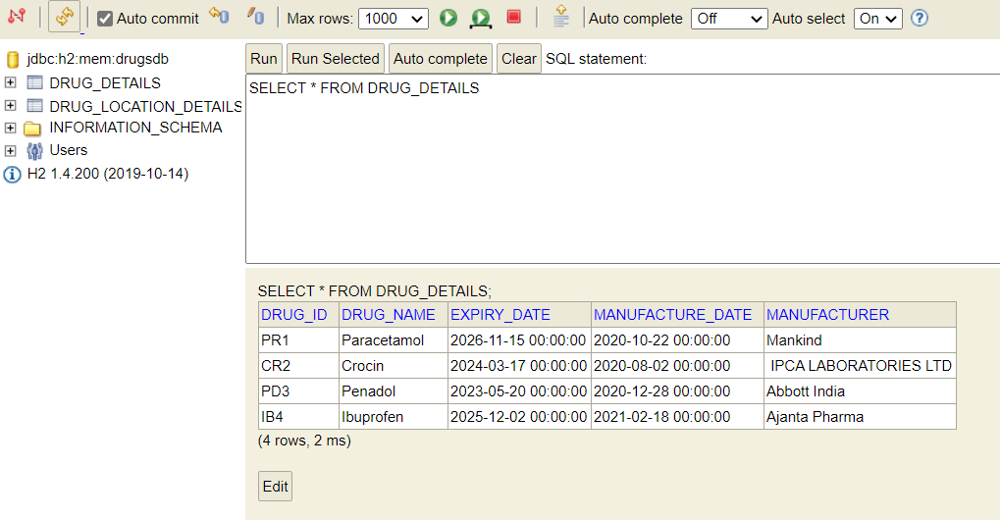 Auto commit Max rows: 1000 Auto complete Off Auto select On ?
jdbc:h2:mem:drugsdb
DRUG_DETAILS
DRUG_LOCATION_DETAILS
INFORMATION_SCHEMA
Users
H2 1.4.200 (2019-10-14)
Run Run Selected Auto complete Clear SQL statement:
SELECT * FROM DRUG_DETAILS
SELECT * FROM DRUG_DETAILS;
DRUG_ID DRUG_NAME EXPIRY_DATE MANUFACTURE_DATE MANUFACTURER
PR1 Paracetamol 2026-11-15 00:00:00 2020-10-22 00:00:00 Mankind
CR2 Crocin 2024-03-17 00:00:00 2020-08-02 00:00:00 IPCA LABORATORIES LTD
PD3 Penadol 2023-05-20 00:00:00 2020-12-28 00:00:00 Abbott India
IB4 Ibuprofen 2025-12-02 00:00:00 2021-02-18 00:00:00 Ajanta Pharma
(4 rows, 2 ms)
Edit